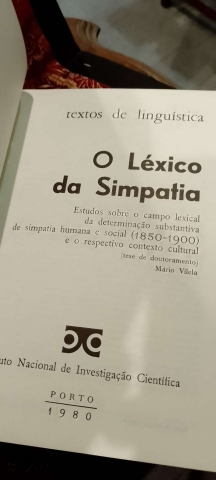 textos de linguística
O Léxico
da Simpatia
Estudos sobre o campo lexical
da determinação substantiva
de simpatia humana e social (1850-1900)
e o respectivo contexto cultural
(tese de doutoramento)
Mário Vilela
uto Nacional de Investigação Científica
PORTO
1980